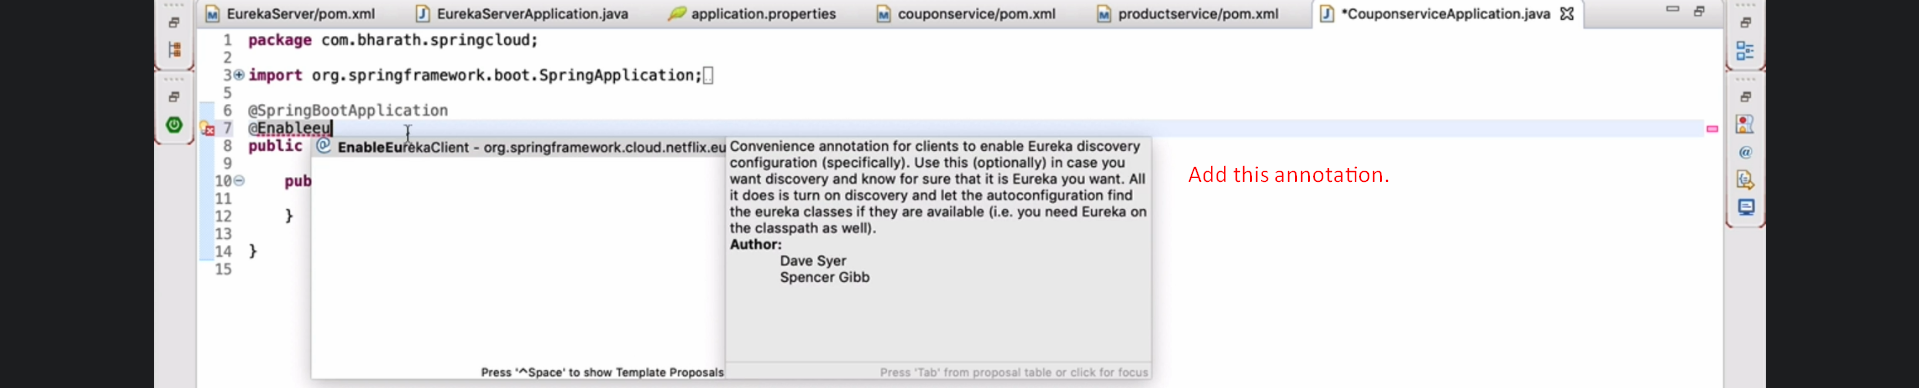 EurekaServer/pom.xml EurekaServerApplication.java application.properties couponservice/pom.xml productservice/pom.xml *CouponserviceApplication.java
1 package com.bharath.springcloud;
2
3 import org.springframework.boot.SpringApplication;
5
6 @SpringBootApplication
7 @Enableeu
8 public
9
10 pub
11
12 }
13
14 }
15
@ EnableEurekaClient - org.springframework.cloud.netflix.eu
Press '^Space' to show Template Proposals
Convenience annotation for clients to enable Eureka discovery
configuration (specifically). Use this (optionally) in case you
want discovery and know for sure that it is Eureka you want. All
it does is turn on discovery and let the autoconfiguration find
the eureka classes if they are available (i.e. you need Eureka on
the classpath as well).
Author:
Dave Syer
Spencer Gibb
Press 'Tab' from proposal table or click for focus
Add this annotation.